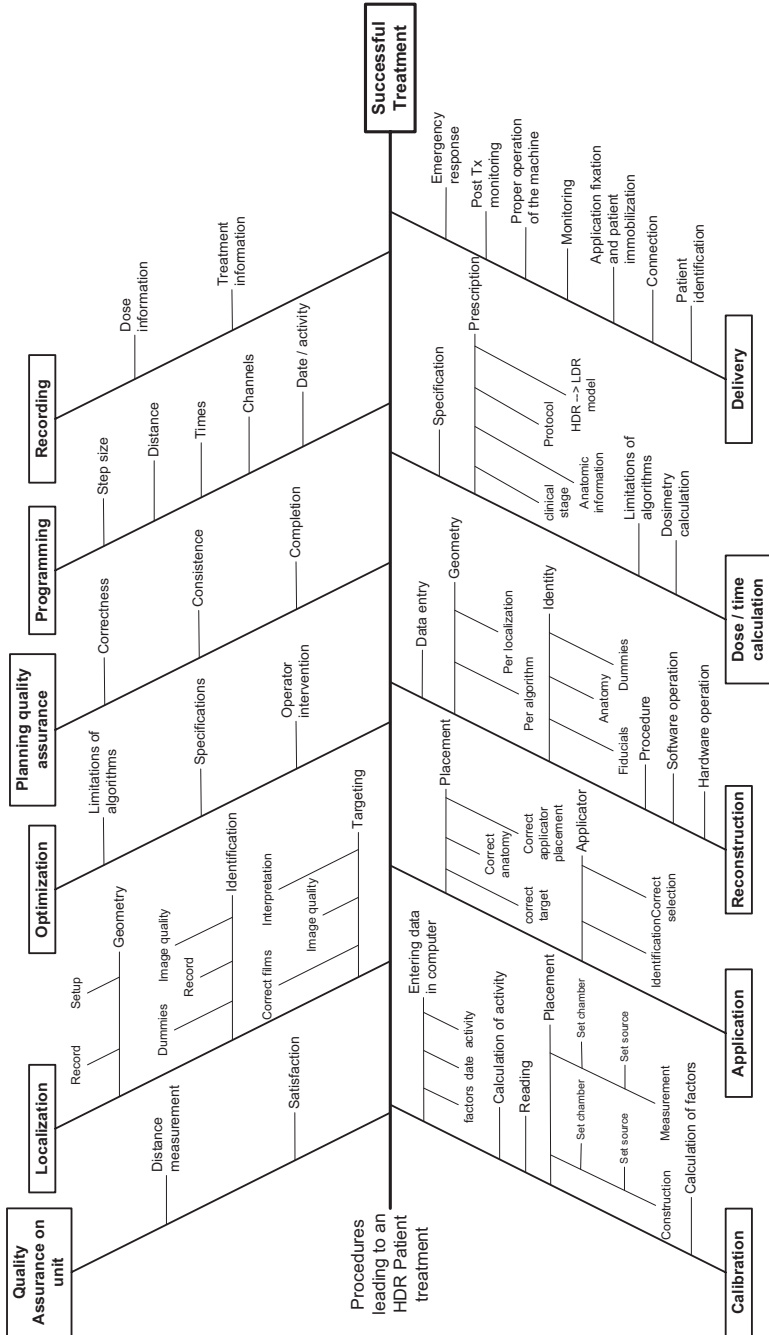 Successful
Treatment
Procedures
leading to an
HDR Patient
treatment
Quality
Assurance on
unit
Distance
measurement
Satisfaction
Localization
Record
Setup
Geometry
Dummies
Record
Image quality
Identification
Correct films
Image quality
Interpretation
Targeting
Optimization
Limitations of
algorithms
Specifications
Operator
intervention
Planning quality
assurance
Correctness
Consistence
Completion
Programming
Step size
Distance
Times
Channels
Date / activity
Recording
Dose
information
Treatment
information
Calibration
Entering data
in computer
factors
date
activity
Calculation of activity
Reading
Placement
Set chamber
Set source
Construction
Set chamber
Set source
Measurement
Calculation of factors
Application
Placement
correct
target
Correct
anatomy
Correct
applicator
placement
Applicator
IdentificationCorrect
selection
Reconstruction
Data entry
Geometry
Per algorithm
Per localization
Identity
Fiducials
Anatomy
Dummies
Procedure
Software operation
Hardware operation
Dose / time
calculation
Specification
Prescription
clinical
stage
Anatomic
information
Protocol
HDR --> LDR
model
Limitations of
algorithms
Dosimetry
calculation
Delivery
Emergency
response
Post Tx
monitoring
Proper operation
of the machine
Monitoring
Application fixation
and patient
immobilization
Connection
Patient
identification